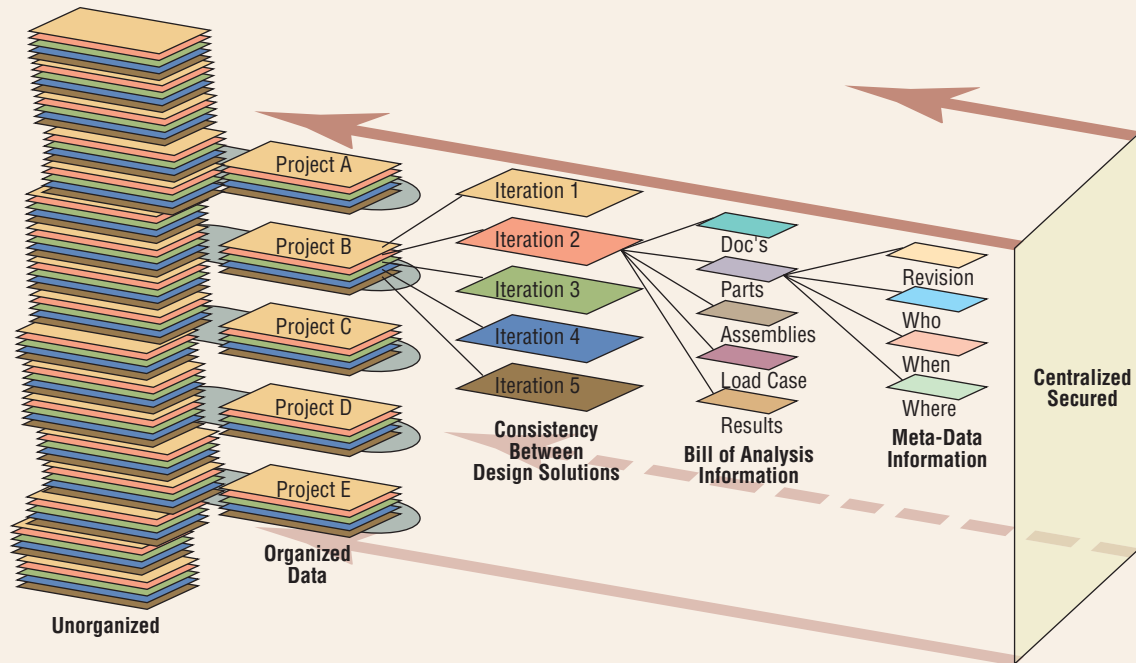 Project A
Project B
Project C
Project D
Project E
Iteration 1
Iteration 2
Iteration 3
Iteration 4
Iteration 5
Doc's
Parts
Assemblies
Load Case
Results
Revision
Who
When
Where
Centralized
Secured
Consistency
Between
Design Solutions
Bill of Analysis
Information
Meta-Data
Information
Organized
Data
Unorganized